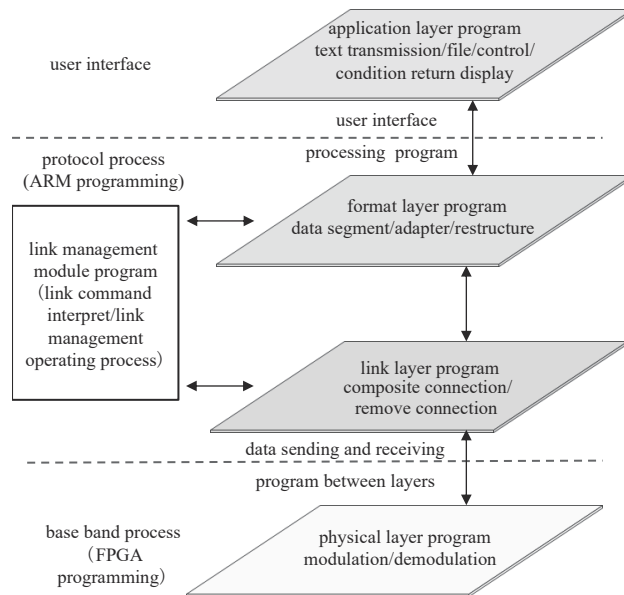 application layer program
text transmission/file/control/
condition return display
user interface
user interface
processing program
protocol process
(ARM programming)
format layer program
data segment/adapter/restructure
link management
module program
(link command
interpret/link
management
operating process)
link layer program
composite connection/
remove connection
data sending and receiving
program between layers
base band process
(FPGA
programming)
physical layer program
modulation/demodulation